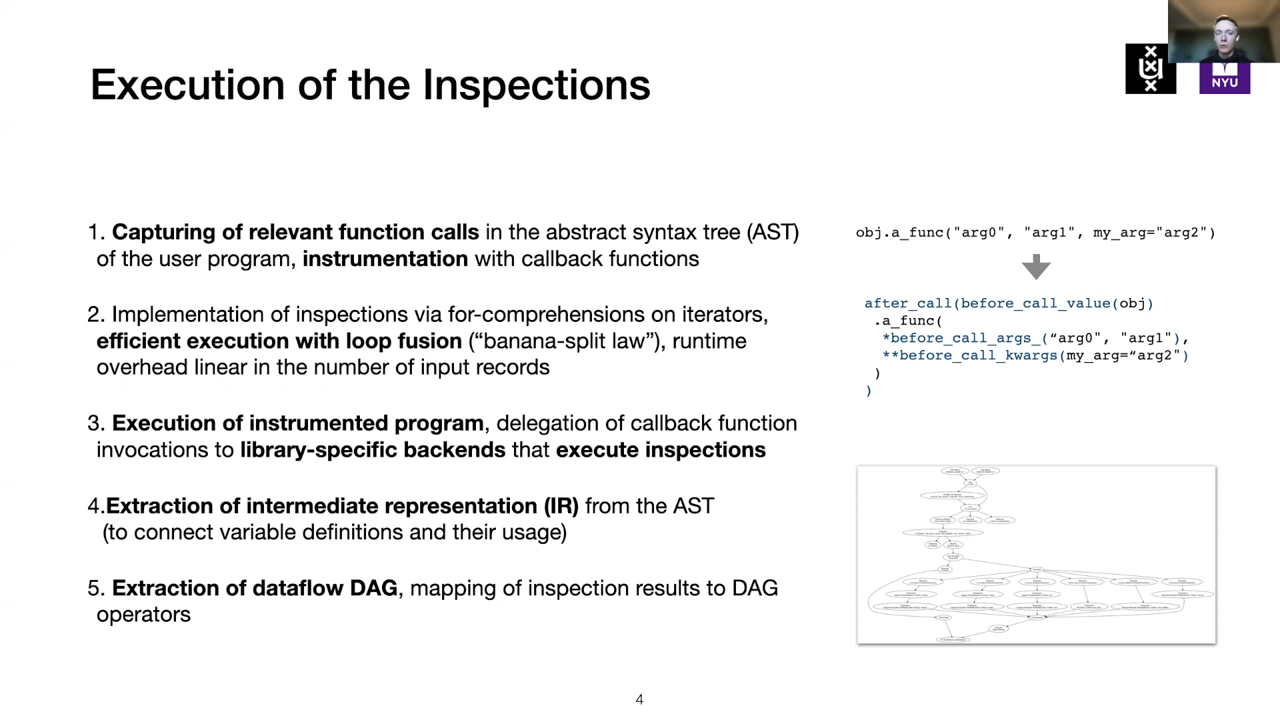 Execution of the Inspections
NYU
1. Capturing of relevant function calls in the abstract syntax tree (AST)
of the user program, instrumentation with callback functions
2. Implementation of inspections via for-comprehensions on iterators,
efficient execution with loop fusion (“banana-split law”), runtime
overhead linear in the number of input records
3. Execution of instrumented program, delegation of callback function
invocations to library-specific backends that execute inspections
4.Extraction of intermediate representation (IR) from the AST
(to connect variable definitions and their usage)
5. Extraction of dataflow DAG, mapping of inspection results to DAG
operators
obj.a_func("arg0", "arg1", my_arg="arg2")
after_call(before_call_value(obj)
.a_func(
*before_call_args_(“arg0", "arg1"),
**before_call_kwargs(my_arg=“arg2")
)
)
4